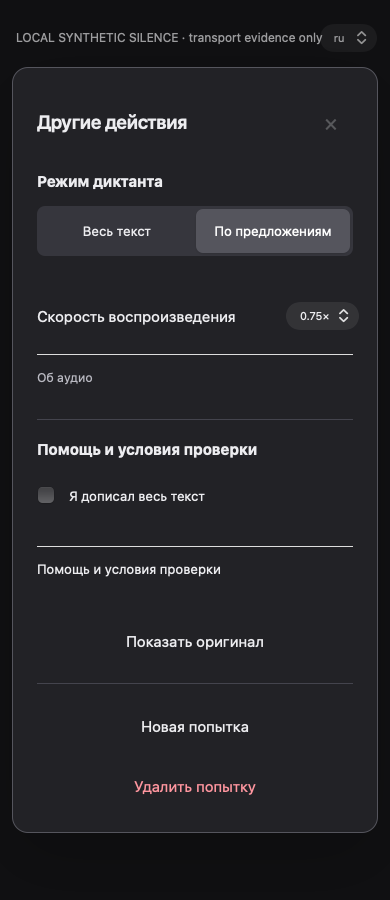 LOCAL SYNTHETIC SILENCE · transport evidence only
ru
Другие действия
×
Режим диктанта
Весь текст
По предложениям
Скорость воспроизведения
0.75×
Об аудио
Помощь и условия проверки
Я дописал весь текст
Помощь и условия проверки
Показать оригинал
Новая попытка
Удалить попытку